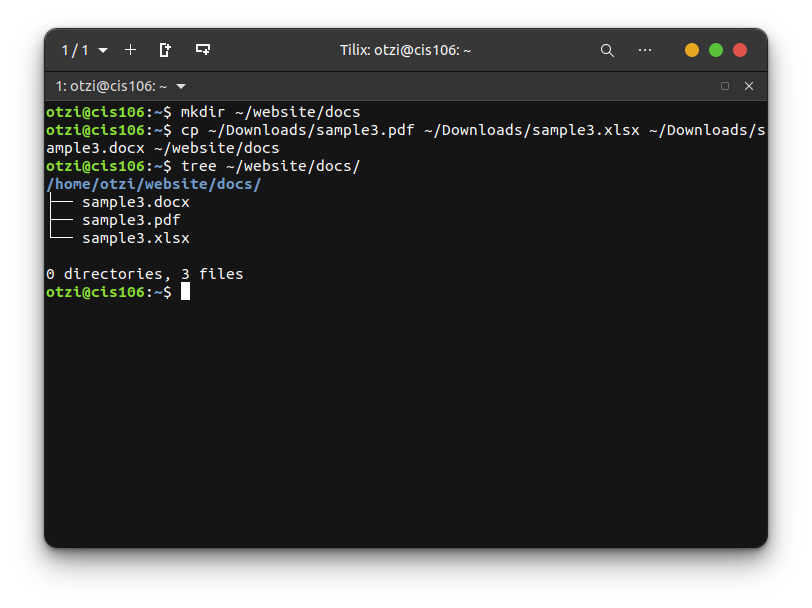 1 / 1
Tilix: otzi@cis106: ~
1: otzi@cis106: ~
otzi@cis106:~$ mkdir ~/website/docs
otzi@cis106:~$ cp ~/Downloads/sample3.pdf ~/Downloads/sample3.xlsx ~/Downloads/s
ample3.docx ~/website/docs
otzi@cis106:~$ tree ~/website/docs/
/home/otzi/website/docs/
├── sample3.docx
├── sample3.pdf
└── sample3.xlsx
0 directories, 3 files
otzi@cis106:~$